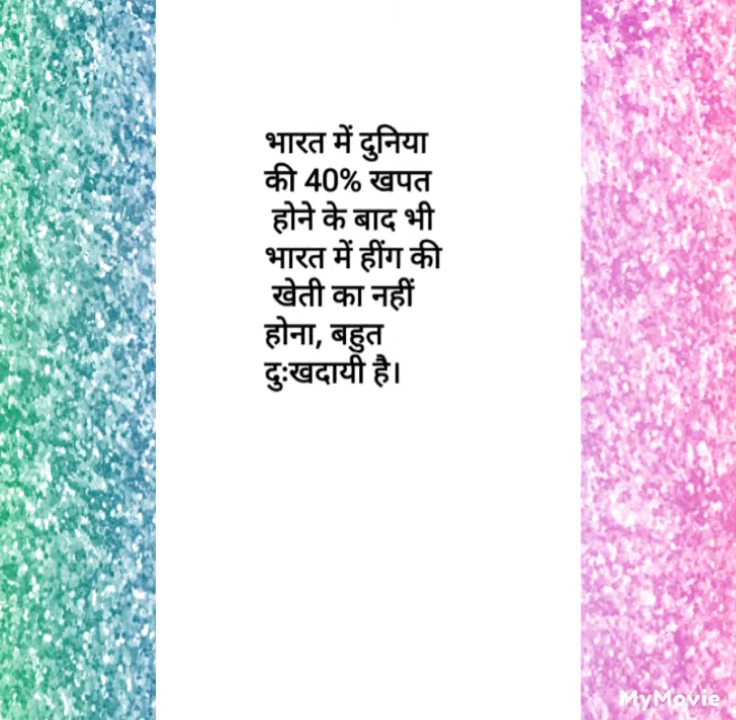 भारत में दुनिया
की 40% खपत
होने के बाद भी
भारत में हींग की
खेती का नहीं
होना, बहुत
दुःखदायी है।
MyMovie